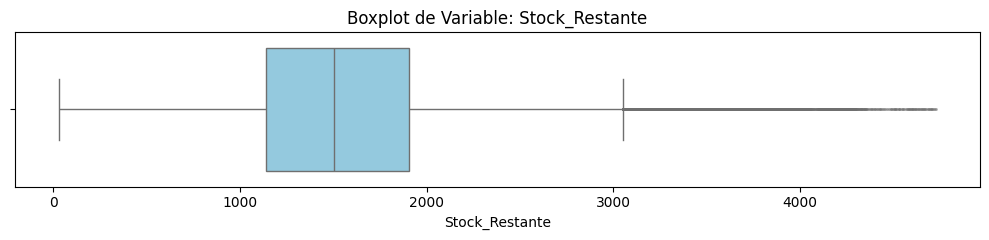 Boxplot de Variable: Stock_Restante
0 1000 2000 3000 4000
Stock_Restante